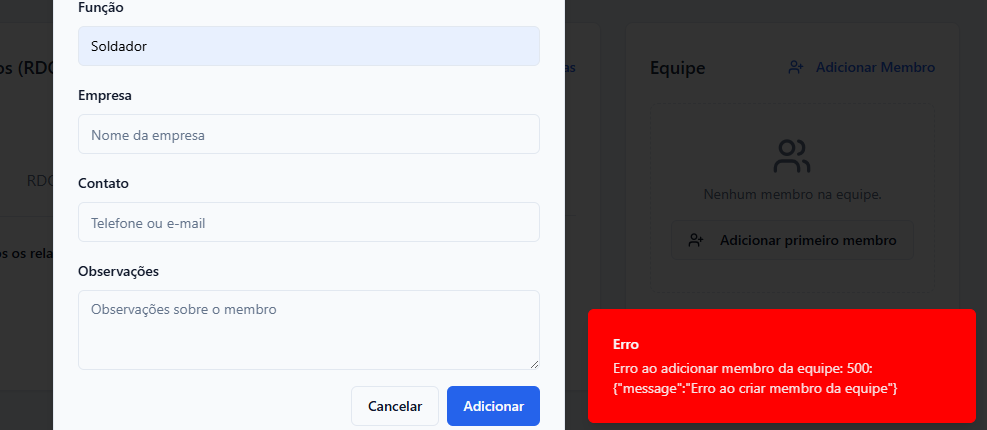 Função
Soldador
Empresa
Nome da empresa
Contato
Telefone ou e-mail
Observações
Observações sobre o membro
Cancelar
Adicionar
os (RDO
as
RDO
os os rela
Equipe
Adicionar Membro
Nenhum membro na equipe.
Adicionar primeiro membro
Erro
Erro ao adicionar membro da equipe: 500:
{"message":"Erro ao criar membro da equipe"}